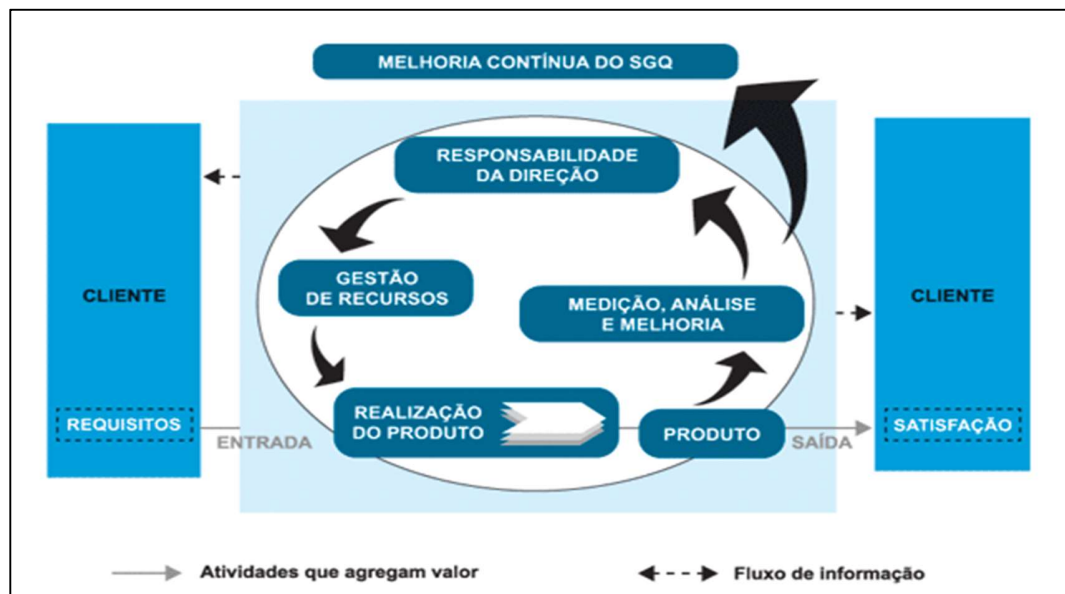 MELHORIA CONTÍNUA DO SGQ
RESPONSABILIDADE
DA DIREÇÃO
GESTÃO
DE RECURSOS
MEDIÇÃO, ANÁLISE
E MELHORIA
CLIENTE
CLIENTE
REALIZAÇÃO
DO PRODUTO
PRODUTO
REQUISITOS
ENTRADA
SAÍDA
SATISFAÇÃO
Atividades que agregam valor
Fluxo de informação